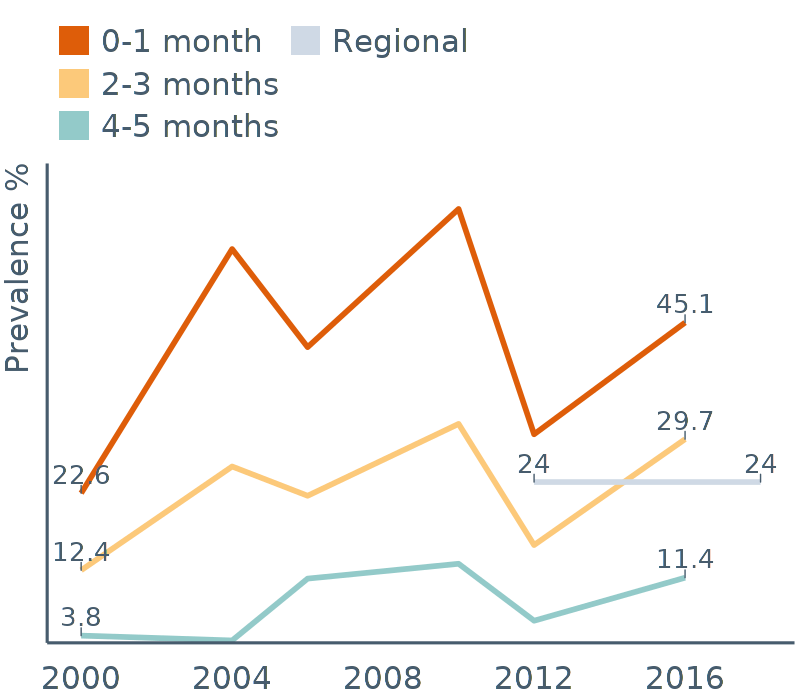 0-1 month
Regional
2-3 months
4-5 months
Prevalence %
45.1
29.7
22.6
24
24
12.4
11.4
3.8
2000 2004 2008 2012 2016